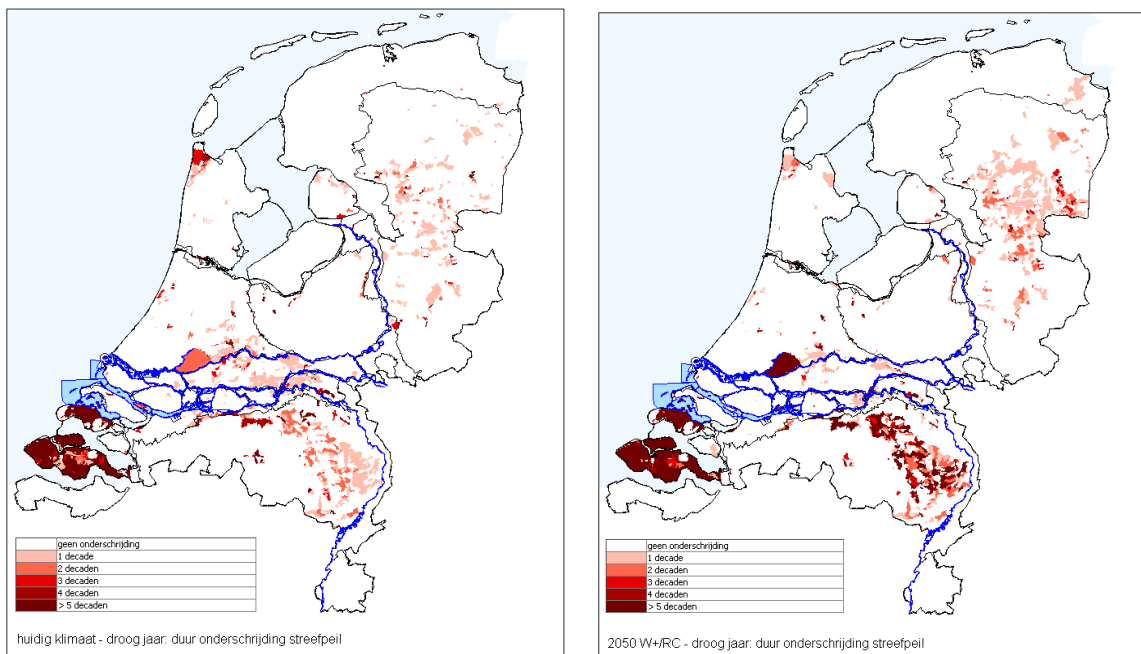 geen onderschrijding
1 decade
2 decaden
3 decaden
4 decaden
> 5 decaden
huidig klimaat - droog jaar: duur onderschrijding streefpeil
geen onderschrijding
1 decade
2 decaden
3 decaden
4 decaden
> 5 decaden
2050 W+/RC - droog jaar: duur onderschrijding streefpeil